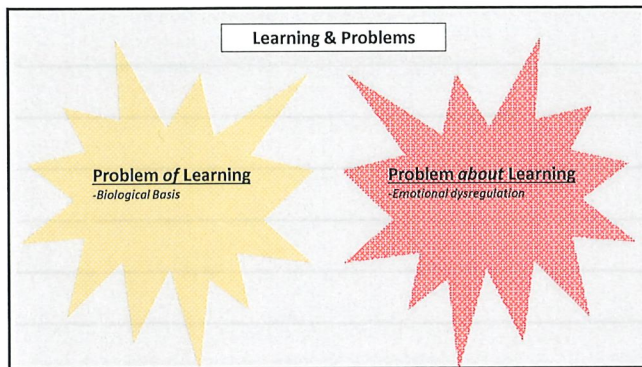 Learning & Problems
Problem of Learning
-Biological Basis
Problem about Learning
-Emotional dysregulation